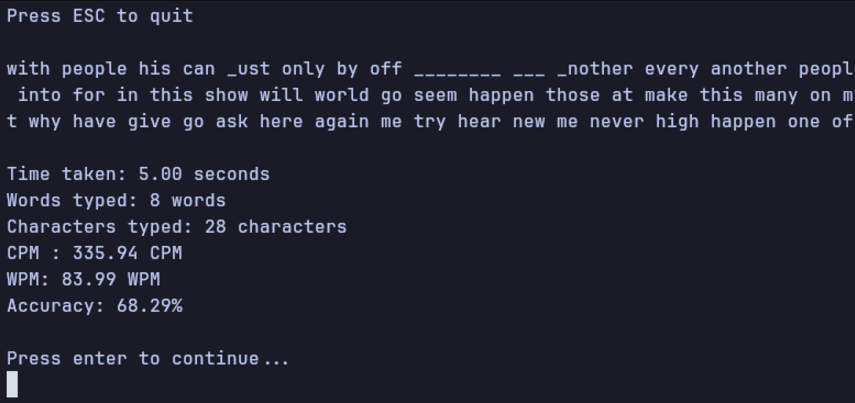 Press ESC to quit
with people his can _ust only by off ________ ___ _nother every another peopl
into for in this show will world go seem happen those at make this many on m
t why have give go ask here again me try hear new me never high happen one of
Time taken: 5.00 seconds
Words typed: 8 words
Characters typed: 28 characters
CPM : 335.94 CPM
WPM: 83.99 WPM
Accuracy: 68.29%
Press enter to continue...